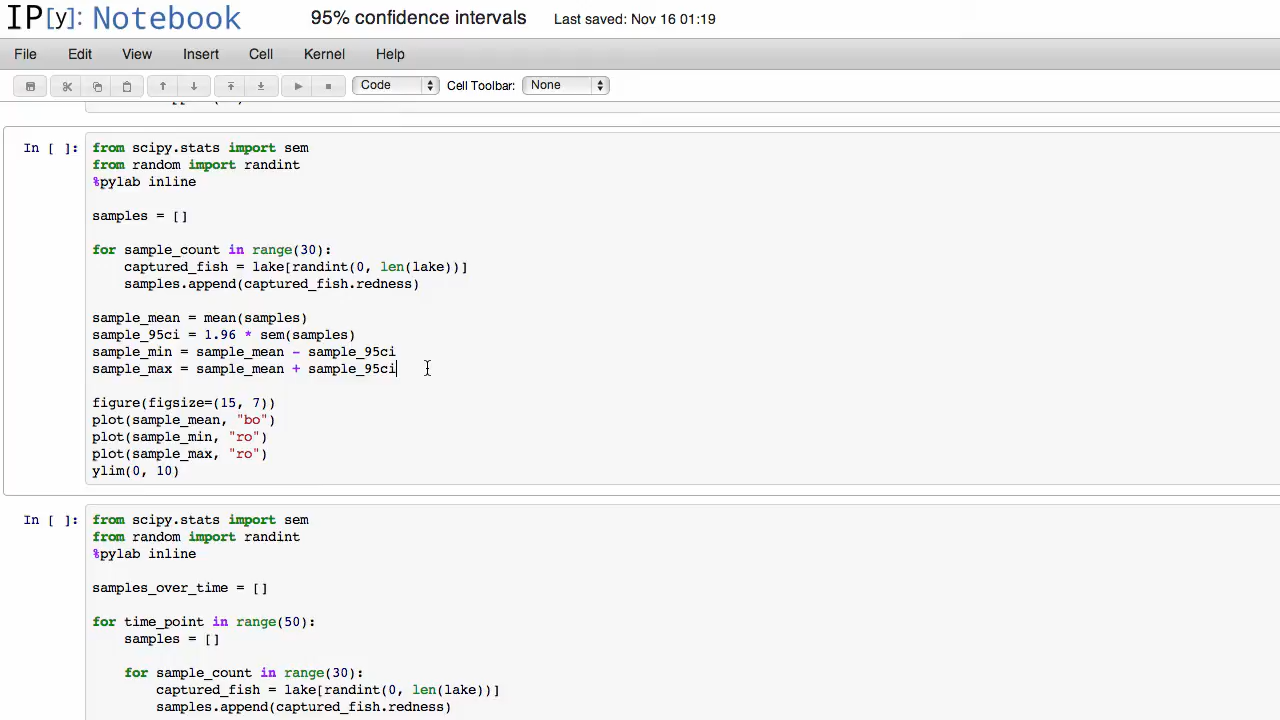 IP[y]: Notebook 95% confidence intervals Last saved: Nov 16 01:19
File Edit View Insert Cell Kernel Help
Code Cell Toolbar: None
In [ ]:
from scipy.stats import sem
from random import randint
%pylab inline
samples = []
for sample_count in range(30):
    captured_fish = lake[randint(0, len(lake))]
    samples.append(captured_fish.redness)
sample_mean = mean(samples)
sample_95ci = 1.96 * sem(samples)
sample_min = sample_mean - sample_95ci
sample_max = sample_mean + sample_95ci
figure(figsize=(15, 7))
plot(sample_mean, "bo")
plot(sample_min, "ro")
plot(sample_max, "ro")
ylim(0, 10)
In [ ]:
from scipy.stats import sem
from random import randint
%pylab inline
samples_over_time = []
for time_point in range(50):
    samples = []
    for sample_count in range(30):
        captured_fish = lake[randint(0, len(lake))]
        samples.append(captured_fish.redness)